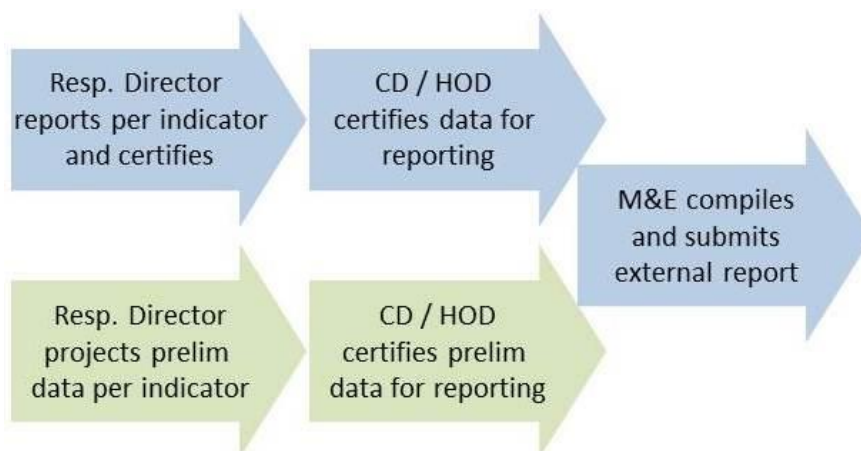 Resp. Director
reports per indicator
and certifies
CD / HOD
certifies data for
reporting
M&E compiles
and submits
external report
Resp. Director
projects prelim
data per indicator
CD / HOD
certifies prelim
data for reporting